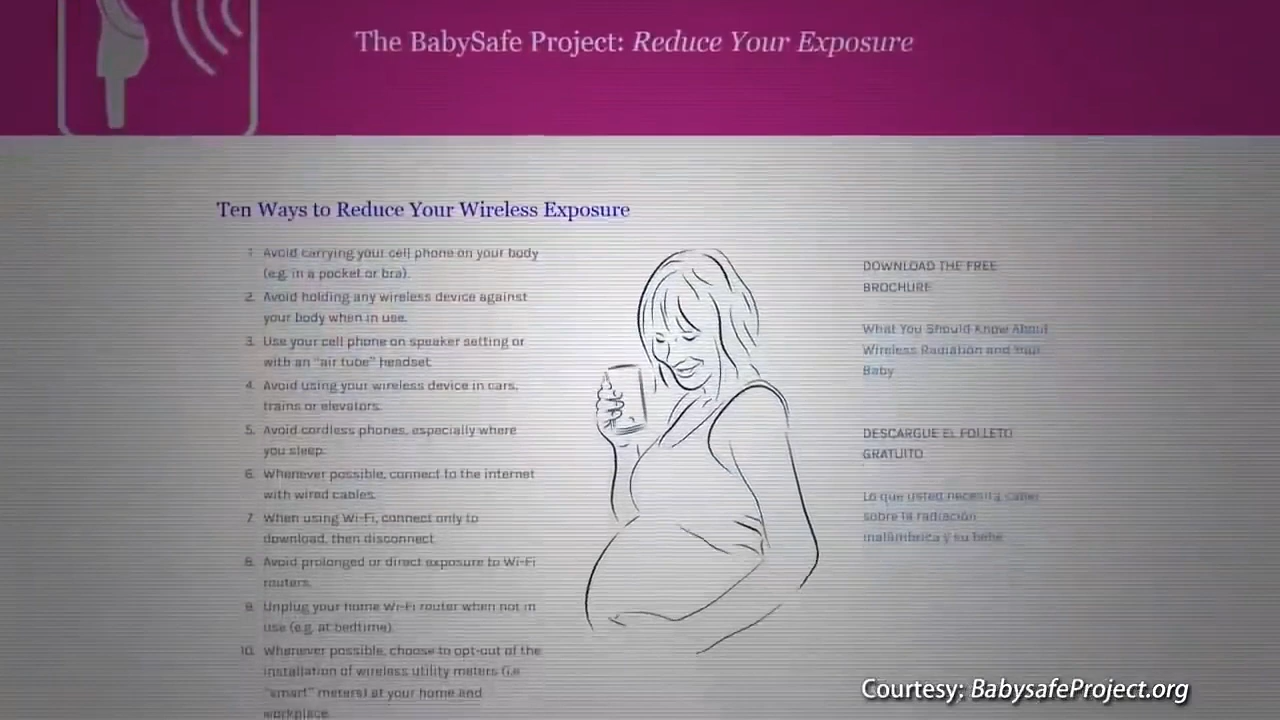 The BabySafe Project: Reduce Your Exposure
Ten Ways to Reduce Your Wireless Exposure
1. Avoid carrying your cell phone on your body
(e.g. in a pocket or bra).
2. Avoid holding any wireless device against
your body when in use.
3. Use your cell phone on speaker setting or
with an "air tube" headset.
4. Avoid using your wireless device in cars,
trains or elevators.
5. Avoid cordless phones, especially where
you sleep.
6. Whenever possible, connect to the internet
with wired cables.
7. When using Wi-Fi, connect only to
download, then disconnect.
8. Avoid prolonged or direct exposure to Wi-Fi
routers.
9. Unplug your home Wi-Fi router when not in
use (e.g. at bedtime).
10. Whenever possible, choose to opt-out of the
installation of wireless utility meters (i.e.
"smart" meters) at your home and
workplace.
DOWNLOAD THE FREE
BROCHURE
What You Should Know About
Wireless Radiation and Your
Baby
DESCARGUE EL FOLLETO
GRATUITO
Lo que usted necesita saber
sobre la radiación
inalámbrica y su bebé
Courtesy: BabysafeProject.org